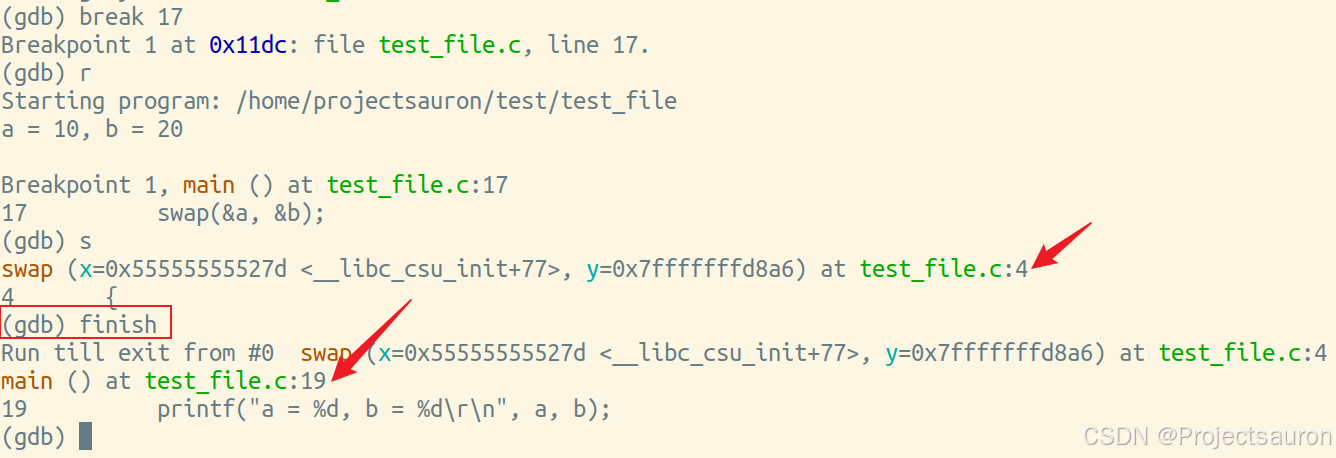 (gdb) break 17
Breakpoint 1 at 0x11dc: file test_file.c, line 17.
(gdb) r
Starting program: /home/projectsauron/test/test_file
a = 10, b = 20
Breakpoint 1, main () at test_file.c:17
17 swap(&a, &b);
(gdb) s
swap (x=0x55555555527d <__libc_csu_init+77>, y=0x7fffffffd8a6) at test_file.c:4
4 {
(gdb) finish
Run till exit from #0 swap (x=0x55555555527d <__libc_csu_init+77>, y=0x7fffffffd8a6) at test_file.c:4
main () at test_file.c:19
19 printf("a = %d, b = %d\r\n", a, b);
(gdb)
CSDN @Projectsauron